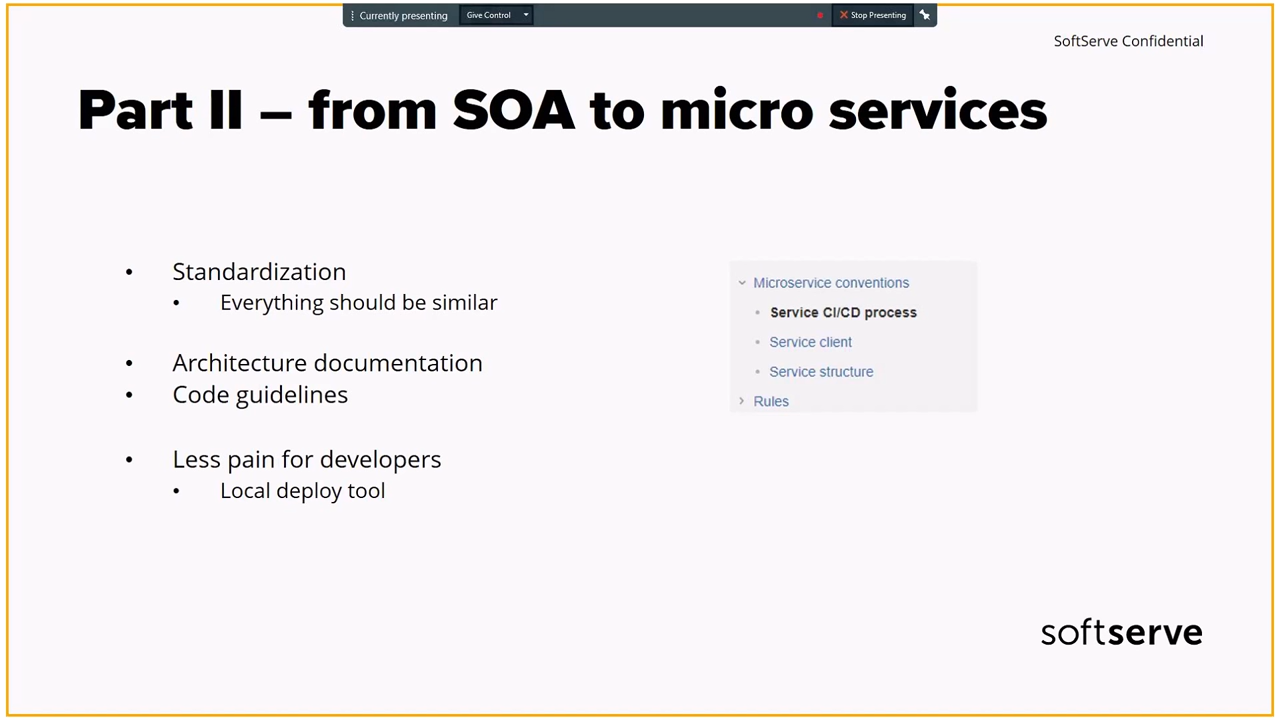 Currently presenting
Give Control
Stop Presenting
SoftServe Confidential
Part II – from SOA to micro services
• Standardization
• Everything should be similar
• Architecture documentation
• Code guidelines
• Less pain for developers
• Local deploy tool
Microservice conventions
• Service CI/CD process
• Service client
• Service structure
Rules
softserve